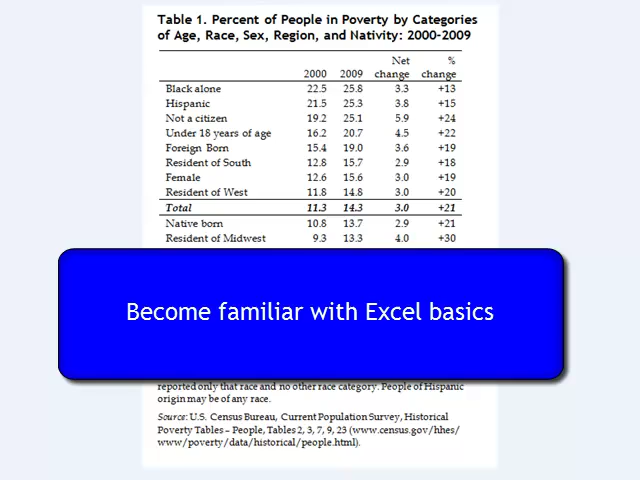 Table 1. Percent of People in Poverty by Categories
of Age, Race, Sex, Region, and Nativity: 2000-2009
Net %
2000 2009 change change
Black alone 22.5 25.8 3.3 +13
Hispanic 21.5 25.3 3.8 +15
Not a citizen 19.2 25.1 5.9 +24
Under 18 years of age 16.2 20.7 4.5 +22
Foreign Born 15.4 19.0 3.6 +19
Resident of South 12.8 15.7 2.9 +18
Female 12.6 15.6 3.0 +19
Resident of West 11.8 14.8 3.0 +20
Total 11.3 14.3 3.0 +21
Native born 10.8 13.7 2.9 +21
Resident of Midwest 9.3 13.3 4.0 +30
Become familiar with Excel basics
reported only that race and no other race category. People of Hispanic
origin may be of any race.
Source: U.S. Census Bureau, Current Population Survey, Historical
Poverty Tables – People, Tables 2, 3, 7, 9, 23 (www.census.gov/hhes/
www/poverty/data/historical/people.html).